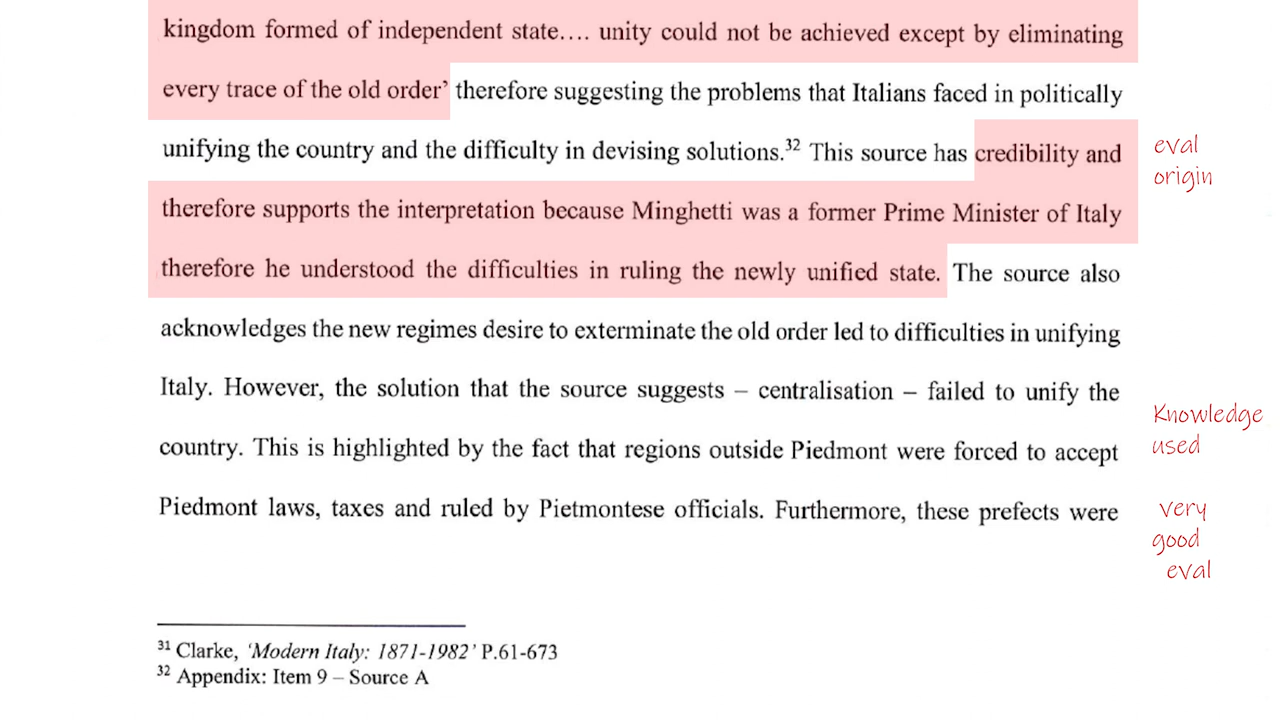 kingdom formed of independent state.... unity could not be achieved except by eliminating
every trace of the old order' therefore suggesting the problems that Italians faced in politically
unifying the country and the difficulty in devising solutions.32 This source has credibility and
therefore supports the interpretation because Minghetti was a former Prime Minister of Italy
therefore he understood the difficulties in ruling the newly unified state. The source also
acknowledges the new regimes desire to exterminate the old order led to difficulties in unifying
Italy. However, the solution that the source suggests – centralisation – failed to unify the
country. This is highlighted by the fact that regions outside Piedmont were forced to accept
Piedmont laws, taxes and ruled by Pietmontese officials. Furthermore, these prefects were
eval
origin
Knowledge
used
very
good
eval
31 Clarke, 'Modern Italy: 1871-1982' P.61-673
32 Appendix: Item 9 – Source A